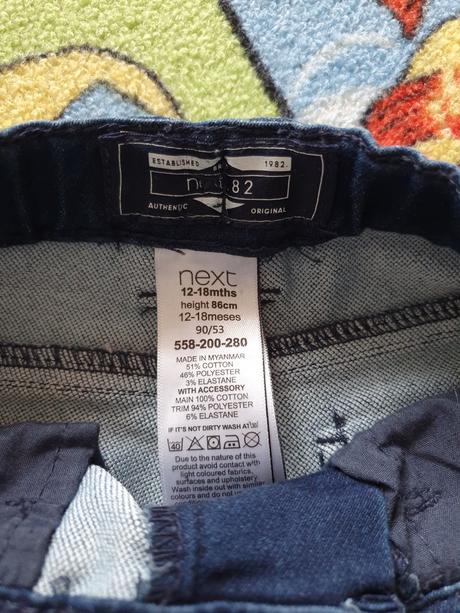 ESTABLISHED 1982.
82
AUTHENTIC ORIGINAL
next
12-18mths
height 86cm
12-18meses
90/53
558-200-280
MADE IN MYANMAR
51% COTTON
46% POLYESTER
3% ELASTANE
WITH ACCESSORY
MAIN 100% COTTON
TRIM 94% POLYESTER
6% ELASTANE
IF IT'S NOT DIRTY WASH AT 30
40
Due to the nature of this
product avoid contact with
light coloured fabrics,
surfaces and upholstery
Wash inside out with similar
colours and do not